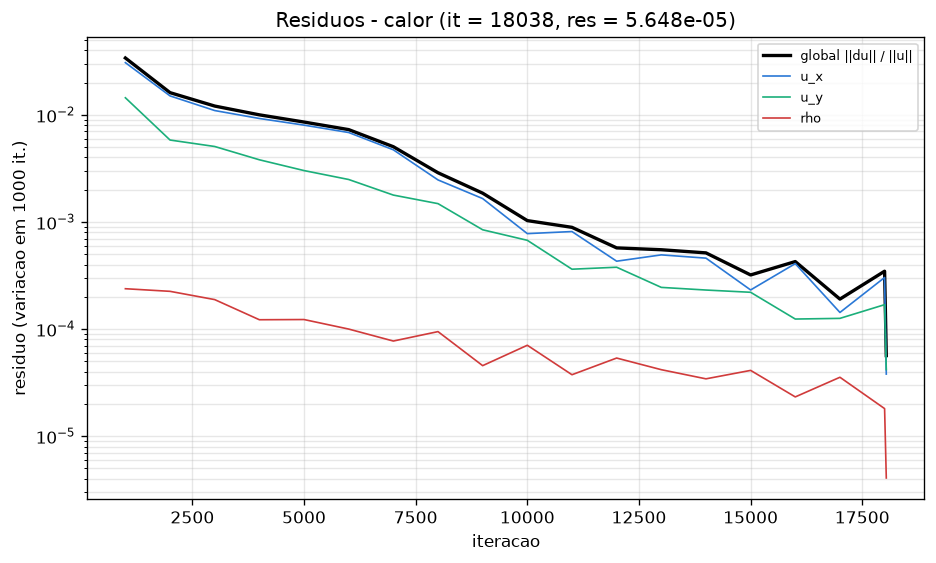 Residuos - calor (it = 18038, res = 5.648e-05)
global ||du|| / ||u||
u_x
u_y
rho
residuo (variacao em 1000 it.)
10⁻²
10⁻³
10⁻⁴
10⁻⁵
2500 5000 7500 10000 12500 15000 17500
iteracao